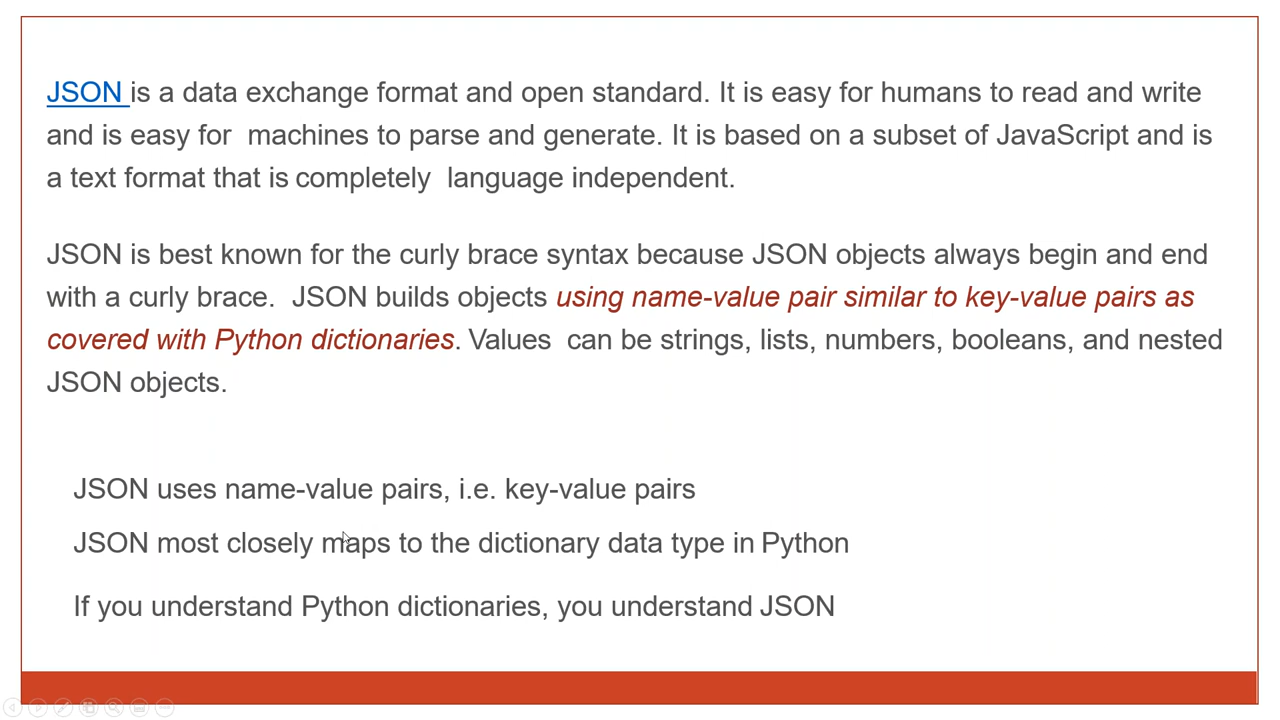 JSON is a data exchange format and open standard. It is easy for humans to read and write
and is easy for machines to parse and generate. It is based on a subset of JavaScript and is
a text format that is completely language independent.
JSON is best known for the curly brace syntax because JSON objects always begin and end
with a curly brace. JSON builds objects using name-value pair similar to key-value pairs as
covered with Python dictionaries. Values can be strings, lists, numbers, booleans, and nested
JSON objects.
JSON uses name-value pairs, i.e. key-value pairs
JSON most closely maps to the dictionary data type in Python
If you understand Python dictionaries, you understand JSON